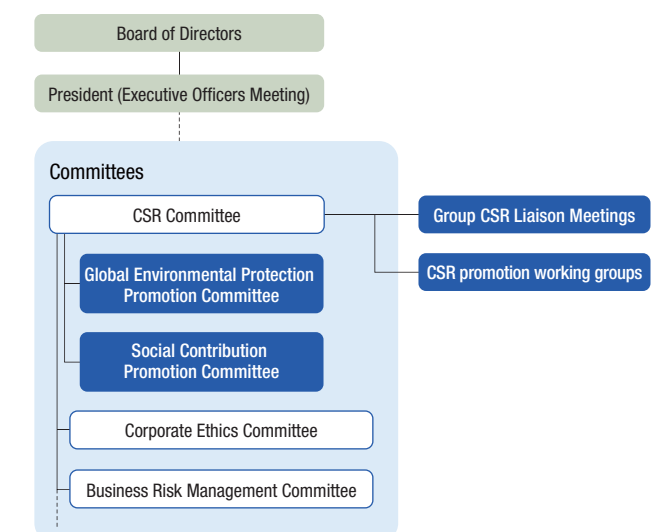 Board of Directors
President (Executive Officers Meeting)
Committees
CSR Committee
Group CSR Liaison Meetings
CSR promotion working groups
Global Environmental Protection
Promotion Committee
Social Contribution
Promotion Committee
Corporate Ethics Committee
Business Risk Management Committee